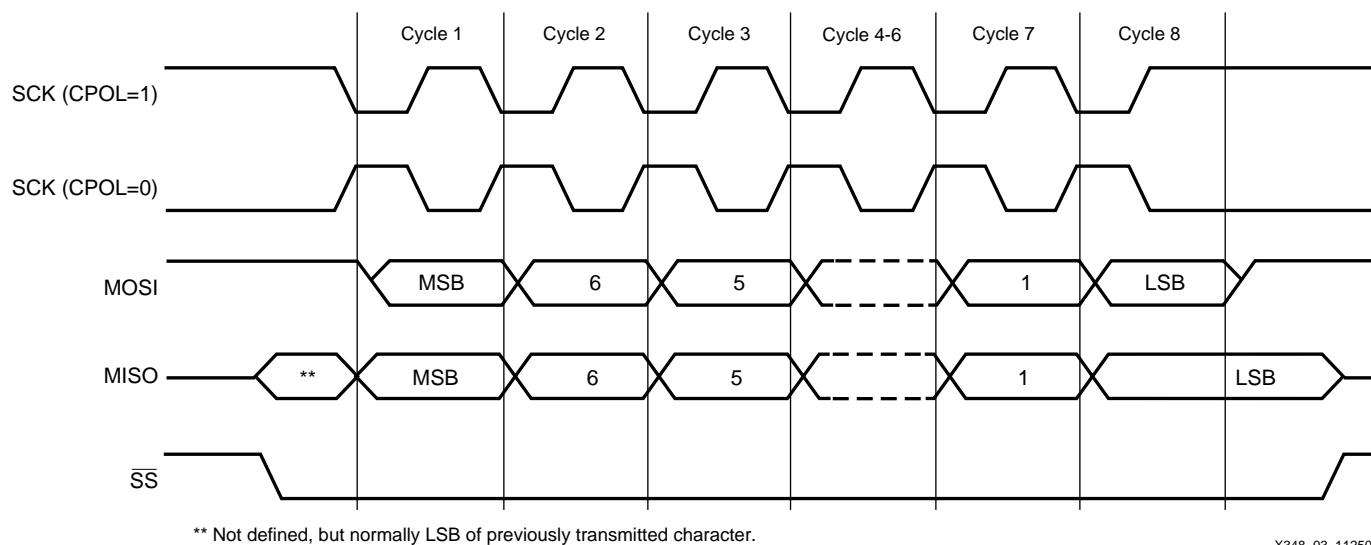 Cycle 1 Cycle 2 Cycle 3 Cycle 4-6 Cycle 7 Cycle 8
SCK (CPOL=1)
SCK (CPOL=0)
MOSI MSB 6 5 1 LSB
MISO ** MSB 6 5 1 LSB
SS
** Not defined, but normally LSB of previously transmitted character.